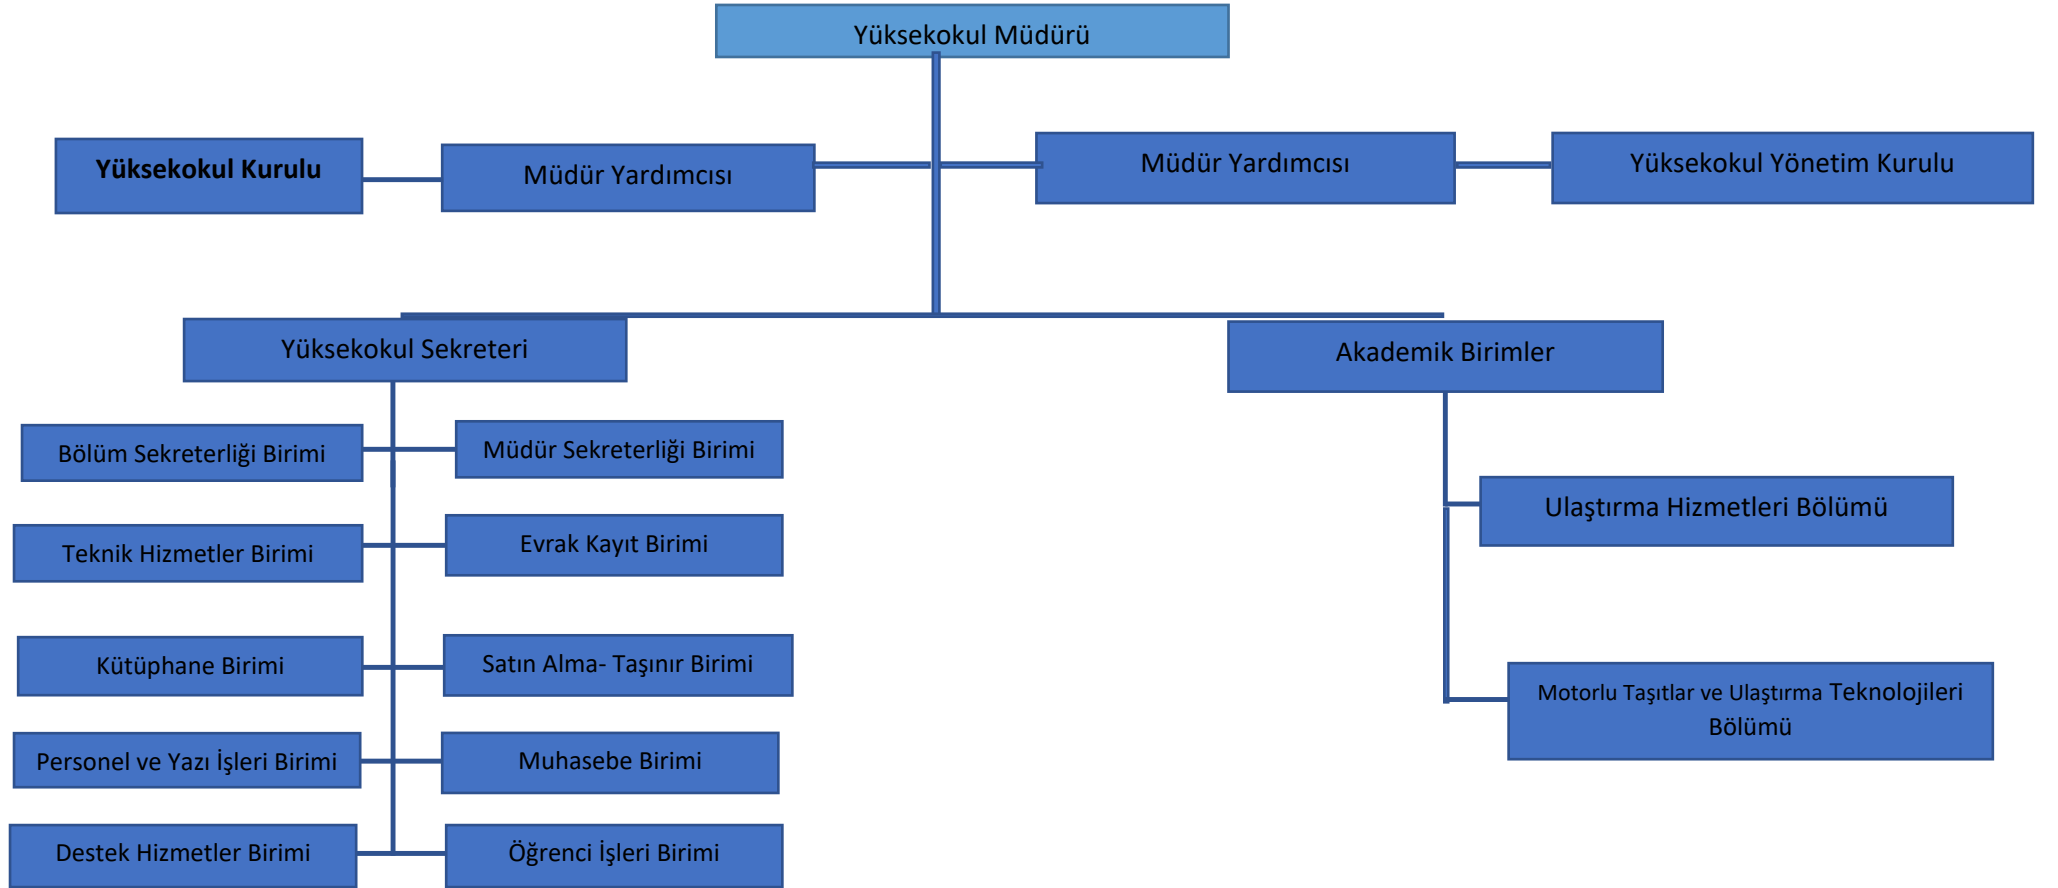 Yüksekokul Müdürü
Yüksekokul Kurulu
Müdür Yardımcısı
Müdür Yardımcısı
Yüksekokul Yönetim Kurulu
Yüksekokul Sekreteri
Akademik Birimler
Bölüm Sekreterliği Birimi
Müdür Sekreterliği Birimi
Ulaştırma Hizmetleri Bölümü
Teknik Hizmetler Birimi
Evrak Kayıt Birimi
Kütüphane Birimi
Satın Alma- Taşınır Birimi
Motorlu Taşıtlar ve Ulaştırma Teknolojileri
Bölümü
Personel ve Yazı İşleri Birimi
Muhasebe Birimi
Destek Hizmetler Birimi
Öğrenci İşleri Birimi